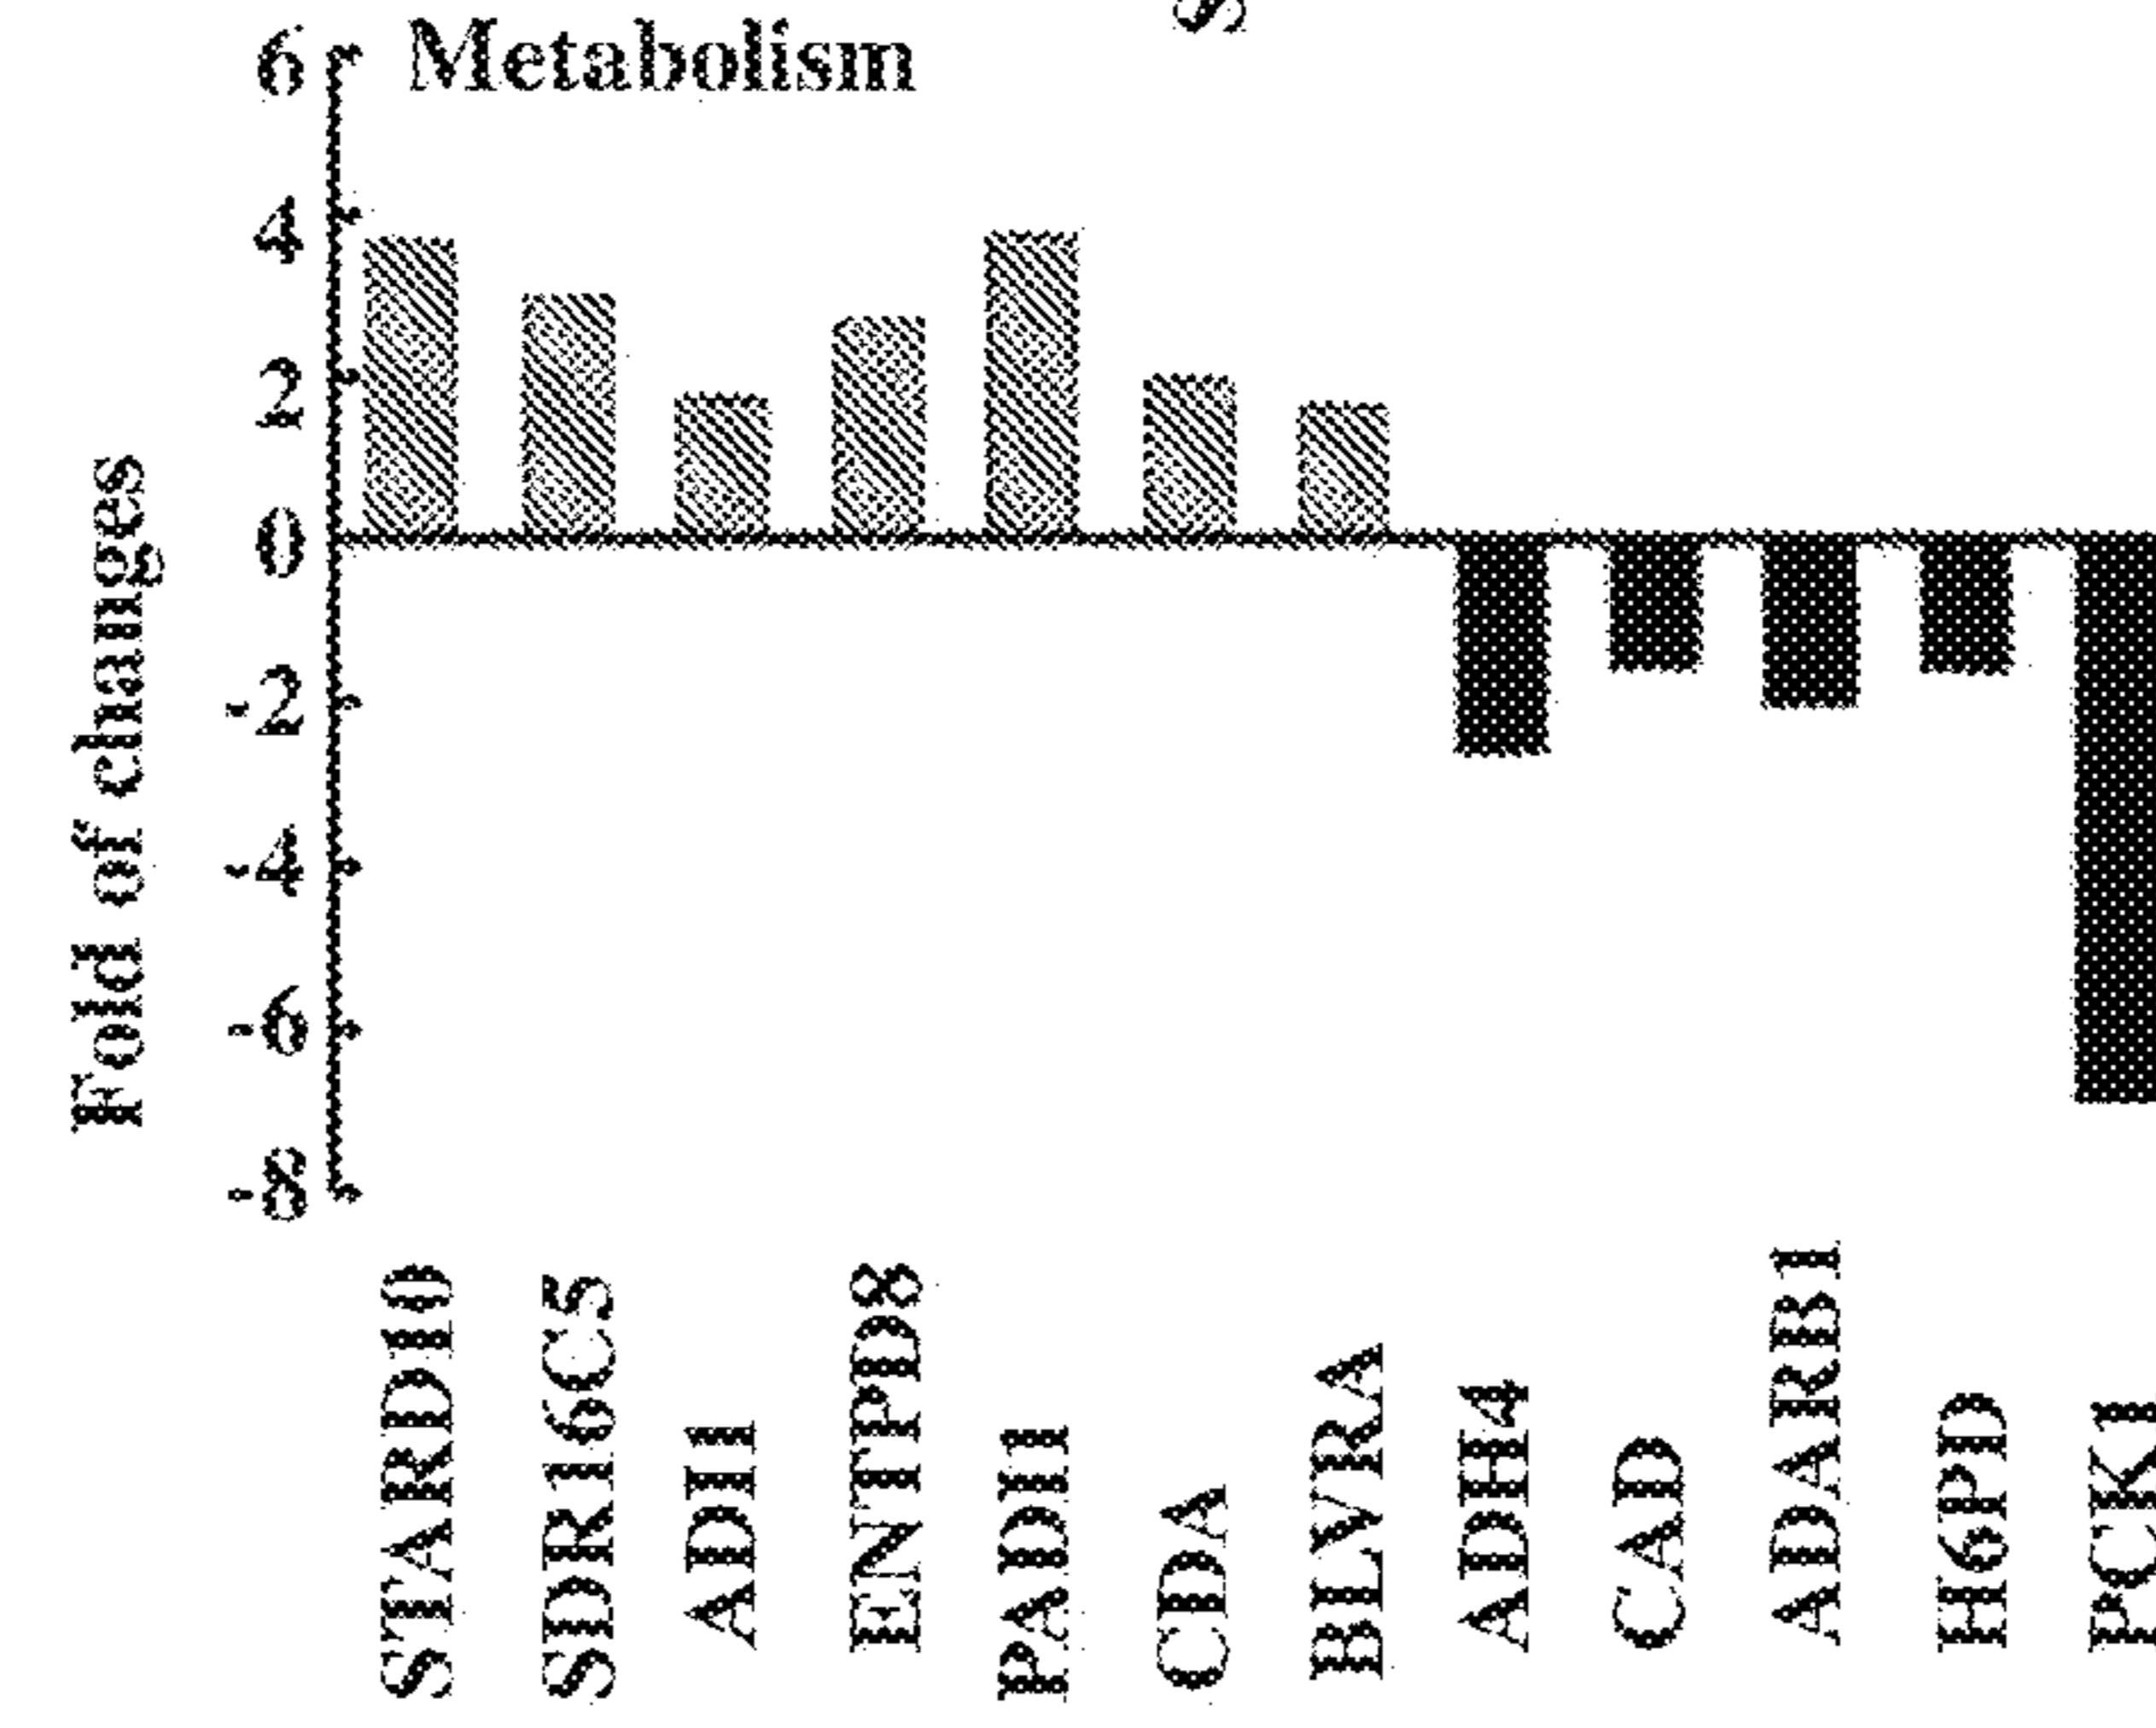 Metabolism
6
4
2
0
-2
-4
-6
-8
Fold of changes
STARD10
SDR16C5
ADI1
ENTPD8
PADI1
CDA
BLVRA
ADH4
CAD
ADARB1
H6PD
PCK1